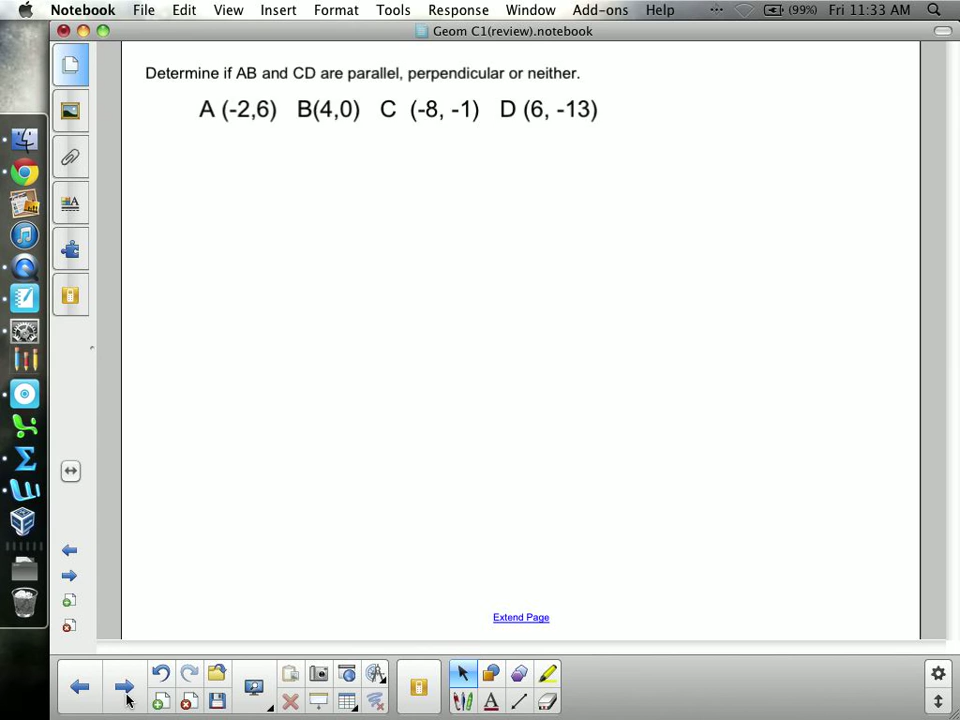 Notebook File Edit View Insert Format Tools Response Window Add-ons Help ··· (99%) Fri 11:33 AM
Geom C1(review).notebook
Determine if AB and CD are parallel, perpendicular or neither.
A (-2,6) B(4,0) C (-8, -1) D (6, -13)
Extend Page